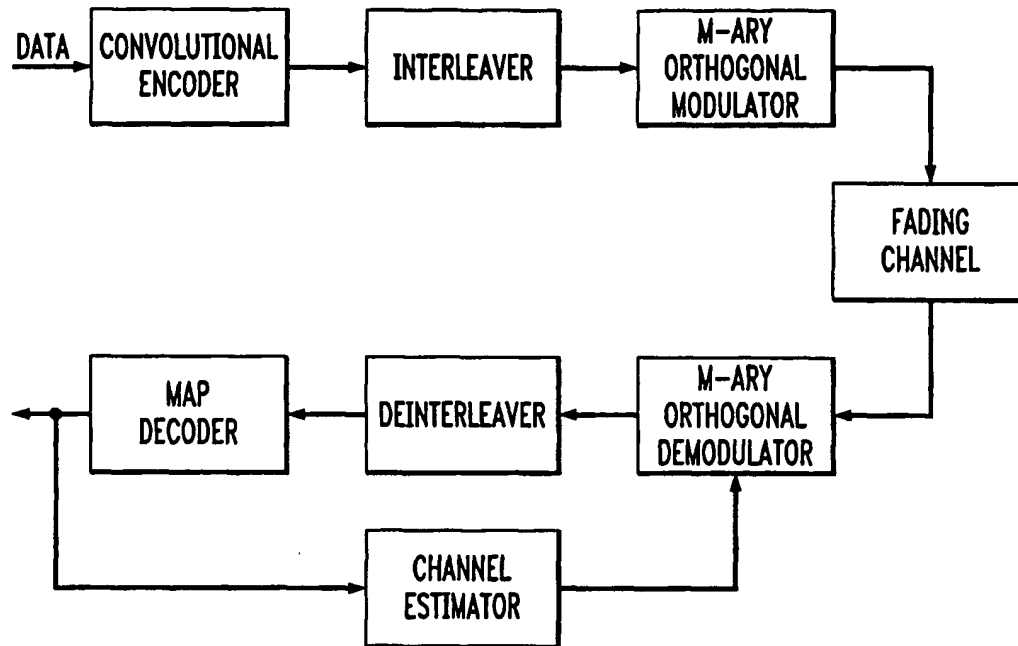 DATA
CONVOLUTIONAL
ENCODER
INTERLEAVER
M-ARY
ORTHOGONAL
MODULATOR
FADING
CHANNEL
MAP
DECODER
DEINTERLEAVER
M-ARY
ORTHOGONAL
DEMODULATOR
CHANNEL
ESTIMATOR